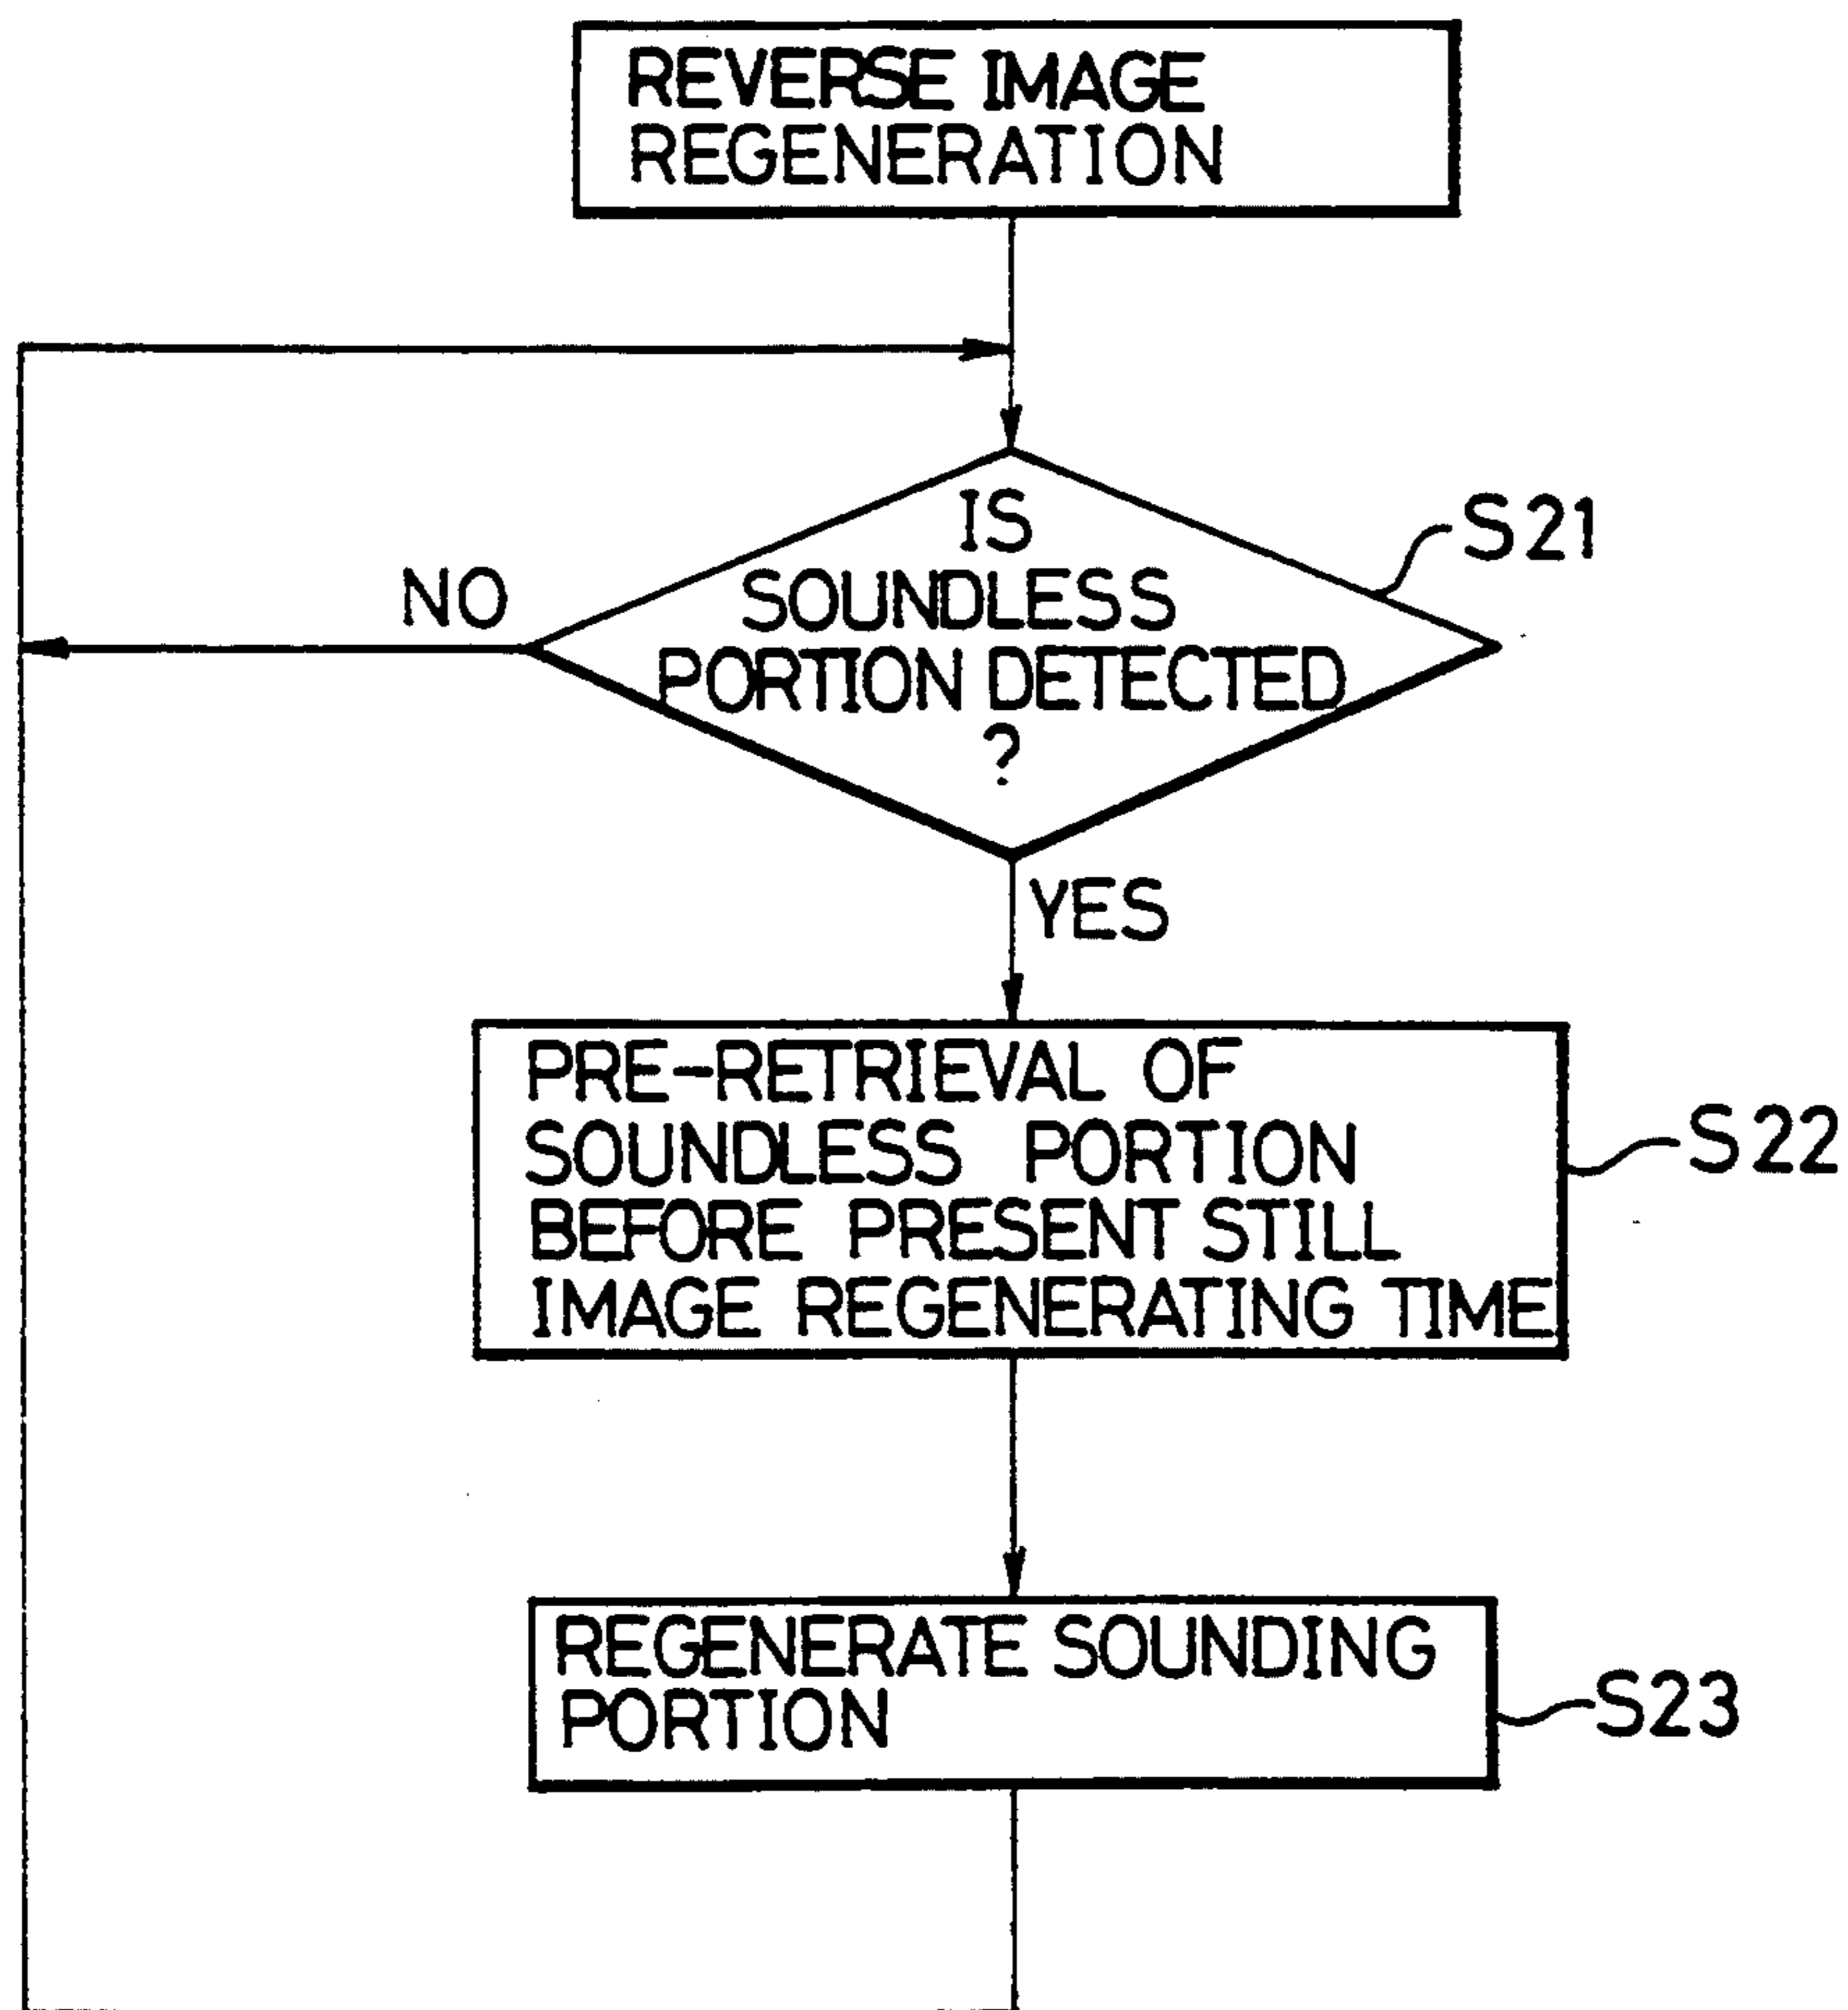 REVERSE IMAGE
REGENERATION
IS
SOUNDLESS
PORTION DETECTED
?
S21
NO
YES
PRE-RETRIEVAL OF
SOUNDLESS PORTION
BEFORE PRESENT STILL
IMAGE REGENERATING TIME
S22
REGENERATE SOUNDING
PORTION
S23